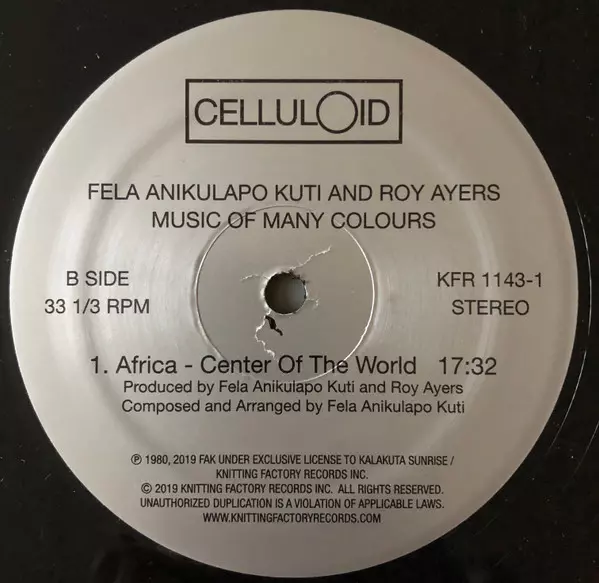 CELLULOID
FELA ANIKULAPO KUTI AND ROY AYERS
MUSIC OF MANY COLOURS
B SIDE KFR 1143-1
33 1/3 RPM STEREO
1. Africa - Center Of The World 17:32
Produced by Fela Anikulapo Kuti and Roy Ayers
Composed and Arranged by Fela Anikulapo Kuti
℗ 1980, 2019 FAK UNDER EXCLUSIVE LICENSE TO KALAKUTA SUNRISE /
KNITTING FACTORY RECORDS INC.
© 2019 KNITTING FACTORY RECORDS INC. ALL RIGHTS RESERVED.
UNAUTHORIZED DUPLICATION IS A VIOLATION OF APPLICABLE LAWS.
WWW.KNITTINGFACTORYRECORDS.COM